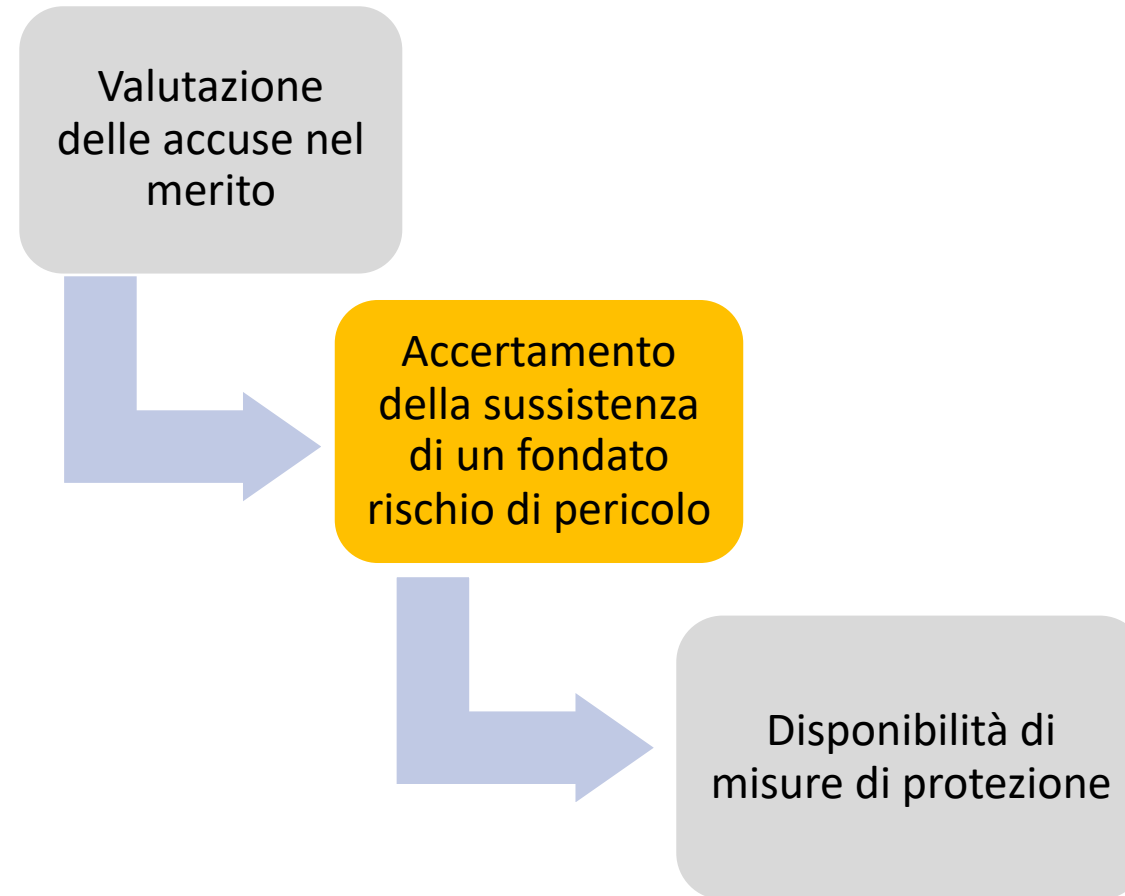 Valutazione
delle accuse nel
merito
Accertamento
della sussistenza
di un fondato
rischio di pericolo
Disponibilità di
misure di protezione